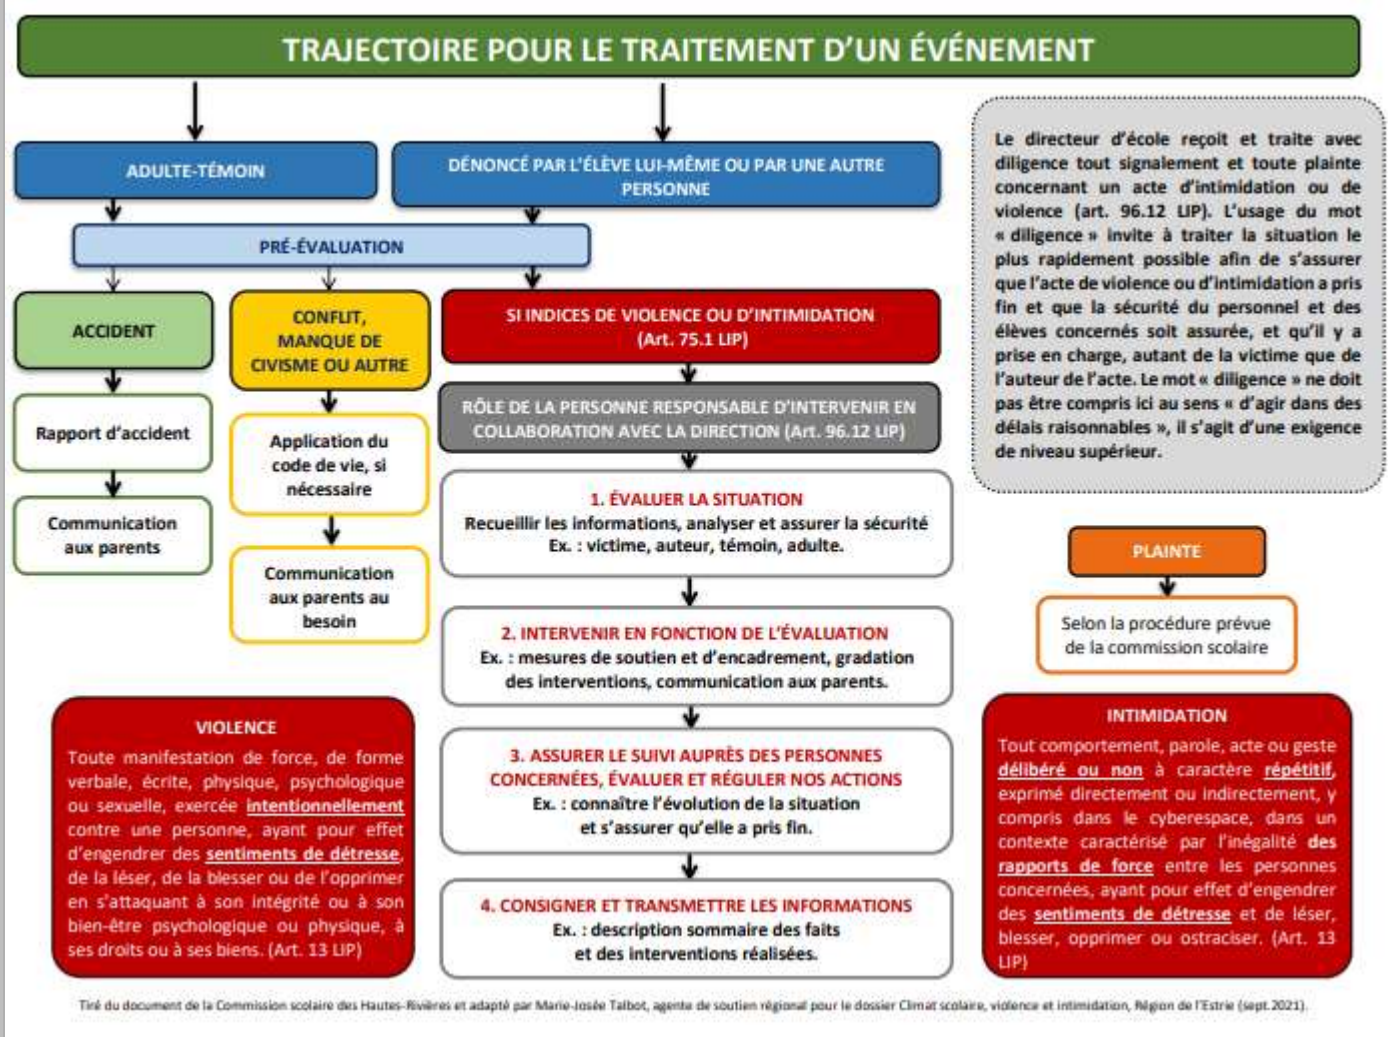 TRAJECTOIRE POUR LE TRAITEMENT D'UN ÉVÉNEMENT
ADULTE-TÉMOIN
DÉNONCÉ PAR L'ÉLÈVE LUI-MÊME OU PAR UNE AUTRE
PERSONNE
PRÉ-ÉVALUATION
ACCIDENT
Rapport d'accident
Communication
aux parents
CONFLIT,
MANQUE DE
CIVISME OU AUTRE
Application du
code de vie, si
nécessaire
Communication
aux parents au
besoin
SI INDICES DE VIOLENCE OU D'INTIMIDATION
(Art. 75.1 LIP)
RÔLE DE LA PERSONNE RESPONSABLE D'INTERVENIR EN
COLLABORATION AVEC LA DIRECTION (Art. 96.12 LIP)
1. ÉVALUER LA SITUATION
Recueillir les informations, analyser et assurer la sécurité
Ex. : victime, auteur, témoin, adulte.
2. INTERVENIR EN FONCTION DE L'ÉVALUATION
Ex. : mesures de soutien et d'encadrement, gradation
des interventions, communication aux parents.
3. ASSURER LE SUIVI AUPRÈS DES PERSONNES
CONCERNÉES, ÉVALUER ET RÉGULER NOS ACTIONS
Ex. : connaître l'évolution de la situation
et s'assurer qu'elle a pris fin.
4. CONSIGNER ET TRANSMETTRE LES INFORMATIONS
Ex. : description sommaire des faits
et des interventions réalisées.
Le directeur d'école reçoit et traite avec
diligence tout signalement et toute plainte
concernant un acte d'intimidation ou de
violence (art. 96.12 LIP). L'usage du mot
« diligence » invite à traiter la situation le
plus rapidement possible afin de s'assurer
que l'acte de violence ou d'intimidation a pris
fin et que la sécurité du personnel et des
élèves concernés soit assurée, et qu'il y a
prise en charge, autant de la victime que de
l'auteur de l'acte. Le mot « diligence » ne doit
pas être compris ici au sens « d'agir dans des
délais raisonnables », il s'agit d'une exigence
de niveau supérieur.
PLAINTE
Selon la procédure prévue
de la commission scolaire
VIOLENCE
Toute manifestation de force, de forme
verbale, écrite, physique, psychologique
ou sexuelle, exercée intentionnellement
contre une personne, ayant pour effet
d'engendrer des sentiments de détresse,
de la léser, de la blesser ou de l'opprimer
en s'attaquant à son intégrité ou à son
bien-être psychologique ou physique, à
ses droits ou à ses biens. (Art. 13 LIP)
INTIMIDATION
Tout comportement, parole, acte ou geste
délibéré ou non à caractère répétitif,
exprimé directement ou indirectement, y
compris dans le cyberespace, dans un
contexte caractérisé par l'inégalité des
rapports de force entre les personnes
concernées, ayant pour effet d'engendrer
des sentiments de détresse et de léser,
blesser, opprimer ou ostraciser. (Art. 13
LIP)
Tiré du document de la Commission scolaire des Hautes-Rivières et adapté par Marie-Josée Talbot, agente de soutien régional pour le dossier Climat scolaire, violence et intimidation, Région de l'Estrie (sept.2021).